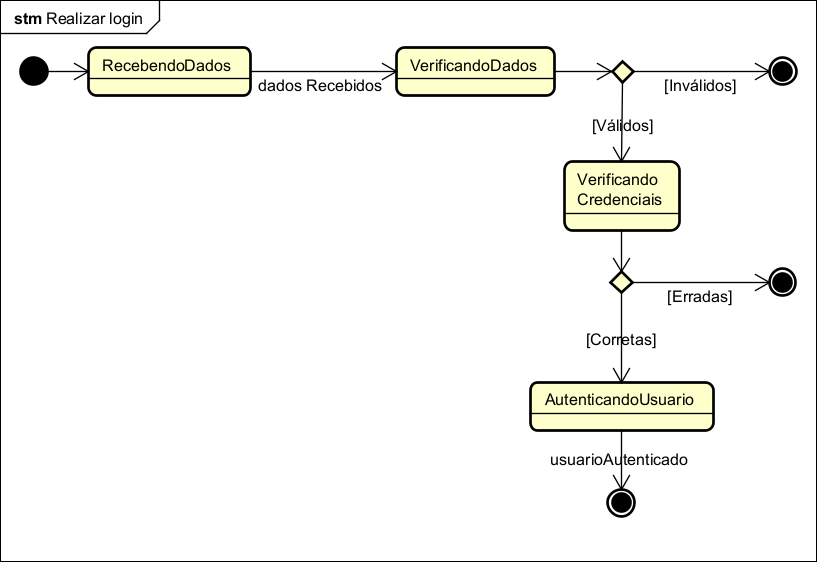 stm Realizar login
RecebendoDados
dados Recebidos
VerificandoDados
[Inválidos]
[Válidos]
Verificando
Credenciais
[Erradas]
[Corretas]
AutenticandoUsuario
usuarioAutenticado